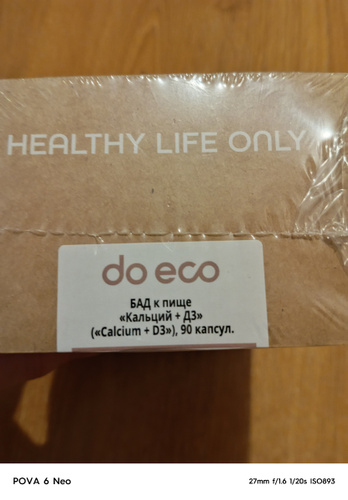 HEALTHY LIFE ONLY
do eco
БАД к пище
«Кальций + Д3»
(«Calcium + D3»), 90 капсул.
POVA 6 Neo
27mm f/1.6 1/20s ISO893